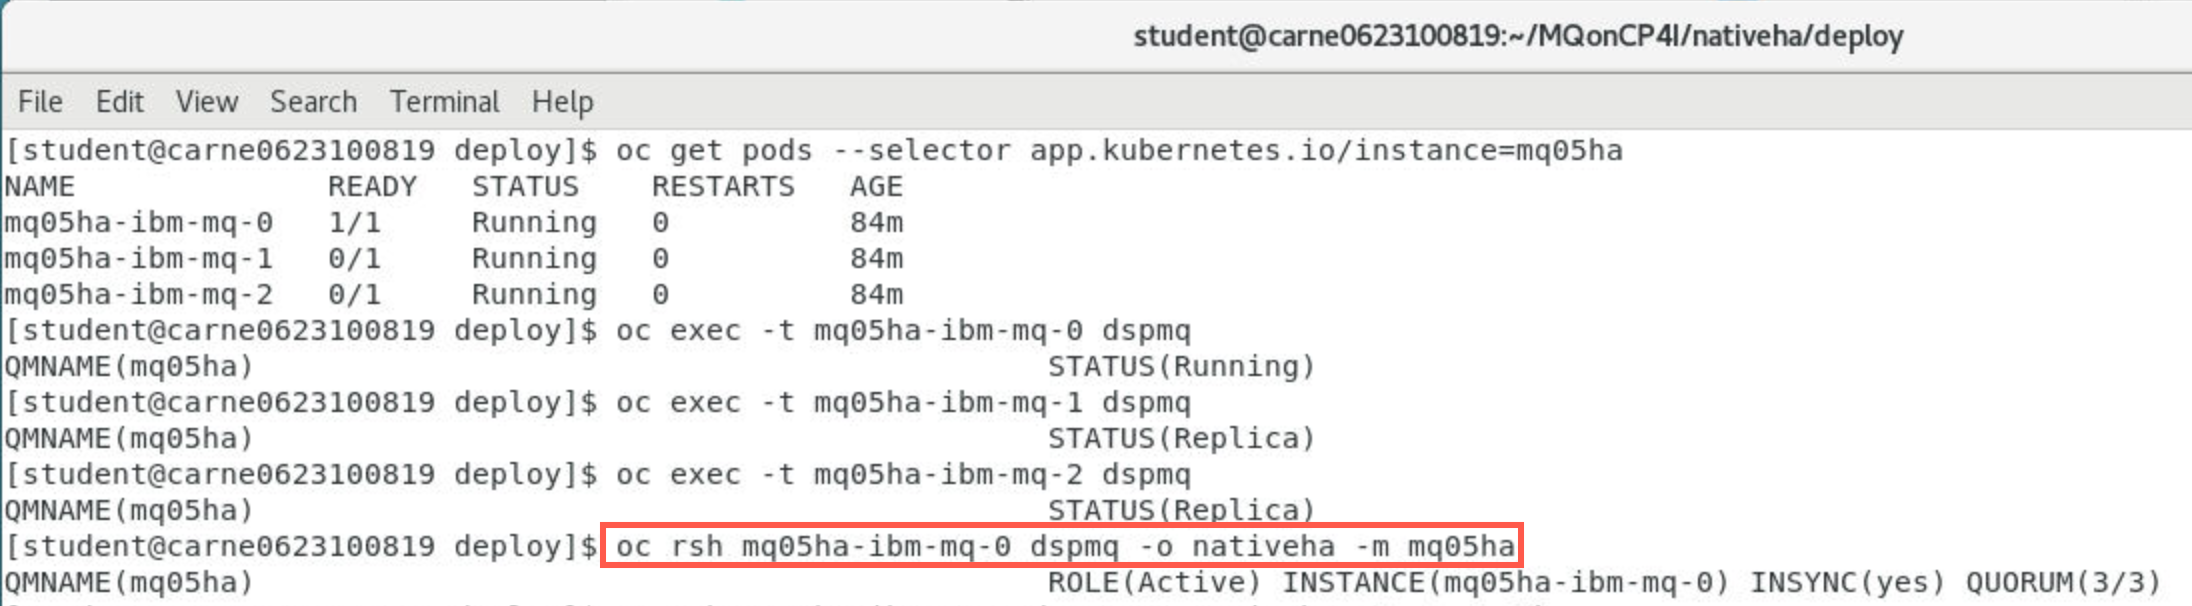 student@carne0623100819:~/MQonCP4I/nativeha/deploy
File Edit View Search Terminal Help
[student@carne0623100819 deploy]$ oc get pods --selector app.kubernetes.io/instance=mq05ha
NAME READY STATUS RESTARTS AGE
mq05ha-ibm-mq-0 1/1 Running 0 84m
mq05ha-ibm-mq-1 0/1 Running 0 84m
mq05ha-ibm-mq-2 0/1 Running 0 84m
[student@carne0623100819 deploy]$ oc exec -t mq05ha-ibm-mq-0 dspmq
QMNAME(mq05ha) STATUS(Running)
[student@carne0623100819 deploy]$ oc exec -t mq05ha-ibm-mq-1 dspmq
QMNAME(mq05ha) STATUS(Replica)
[student@carne0623100819 deploy]$ oc exec -t mq05ha-ibm-mq-2 dspmq
QMNAME(mq05ha) STATUS(Replica)
[student@carne0623100819 deploy]$ oc rsh mq05ha-ibm-mq-0 dspmq -o nativeha -m mq05ha
QMNAME(mq05ha) ROLE(Active) INSTANCE(mq05ha-ibm-mq-0) INSYNC(yes) QUORUM(3/3)